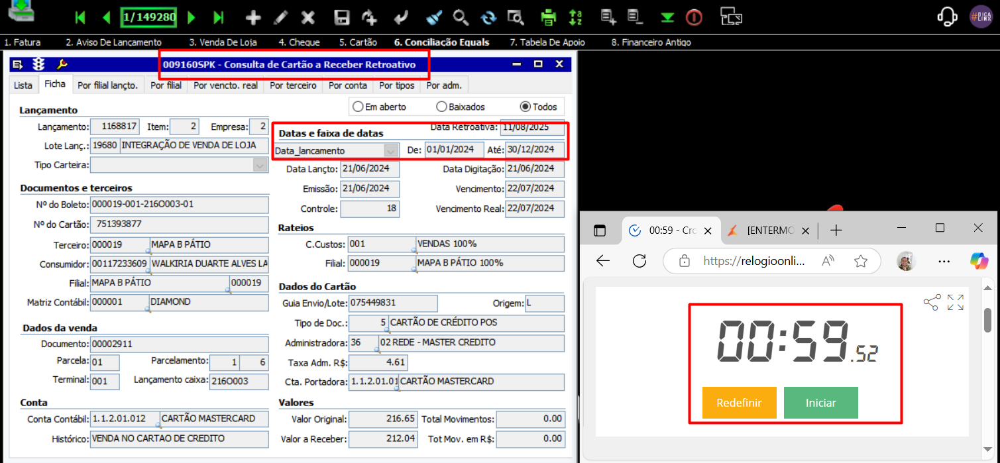 1/149280
#DIGA
LINX
1. Fatura 2. Aviso De Lançamento 3. Venda De Loja 4. Cheque 5. Cartão 6. Conciliação Equals 7. Tabela De Apoio 8. Financeiro Antigo
009160SPK - Consulta de Cartão a Receber Retroativo
Lista Ficha Por filial lançto. Por filial Por vencto. real Por terceiro Por conta Por tipos Por adm.
Em aberto Baixados Todos
Lançamento
Lançamento: 1168817 Item: 2 Empresa: 2
Lote Lanç.: 19680 INTEGRAÇÃO DE VENDA DE LOJA
Tipo Carteira:
Data Retroativa: 11/08/2025
Datas e faixa de datas
Data_lancamento De: 01/01/2024 Até: 30/12/2024
Data Lançto: 21/06/2024 Data Digitação: 21/06/2024
Emissão: 21/06/2024 Vencimento: 22/07/2024
Controle: 18 Vencimento Real: 22/07/2024
Documentos e terceiros
Nº do Boleto: 000019-001-216O003-01
Nº do Cartão: 751393877
Terceiro: 000019 MAPA B PÁTIO
Consumidor: 00117233609 WALKIRIA DUARTE ALVES LA
Filial: MAPA B PÁTIO 000019
Matriz Contábil: 000001 DIAMOND
Rateios
C.Custos: 001 VENDAS 100%
Filial: 000019 MAPA B PÁTIO 100%
Dados do Cartão
Guia Envio/Lote: 075449831 Origem: L
Tipo de Doc.: 5 CARTÃO DE CRÉDITO POS
Administradora: 36 02 REDE - MASTER CREDITO
Taxa Adm. R$: 4.61
Cta. Portadora: 1.1.2.01.01 CARTÃO MASTERCARD
Dados da venda
Documento: 00002911
Parcela: 01 Parcelamento: 1 6
Terminal: 001 Lançamento caixa: 216O003
Conta
Conta Contábil: 1.1.2.01.012 CARTÃO MASTERCARD
Histórico: VENDA NO CARTAO DE CREDITO
Valores
Valor Original: 216.65 Total Movimentos: 0.00
Valor a Receber: 212.04 Tot Mov. em R$: 0.00
00:59 - Cro [ENTERMO
https://relogioonli...
00:59.52
Redefinir Iniciar